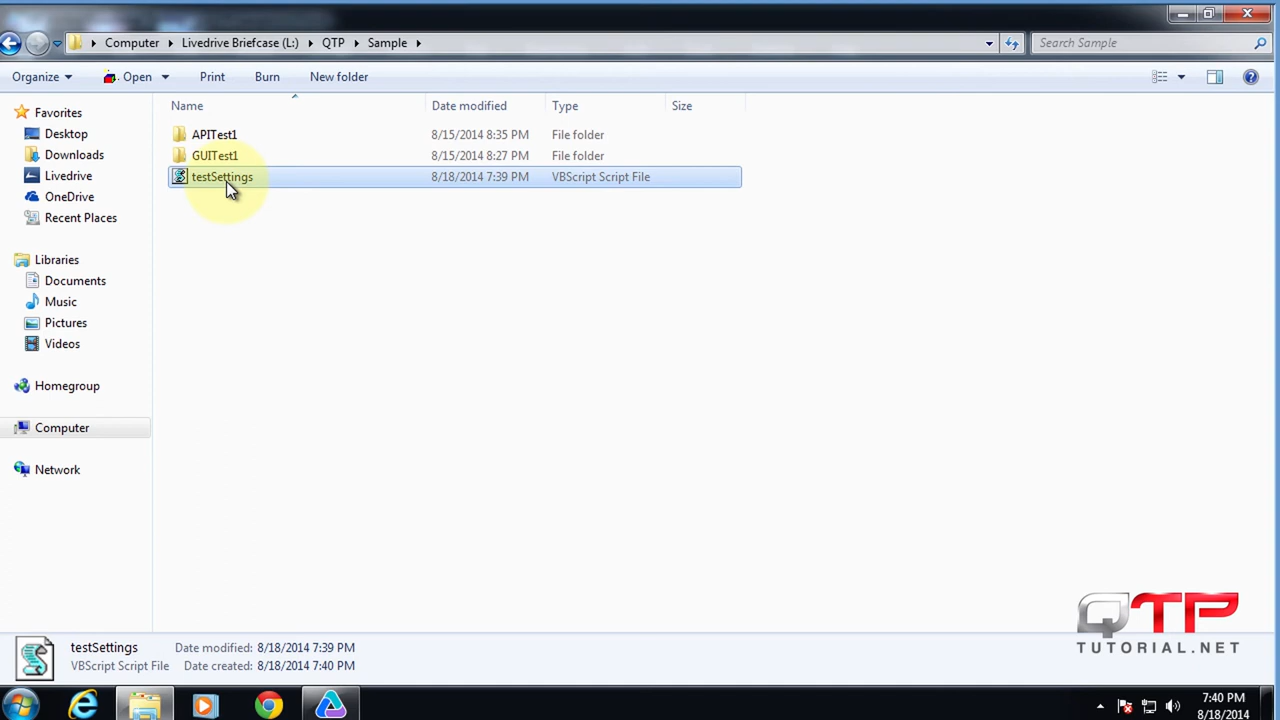 Computer Livedrive Briefcase (L:) QTP Sample
Search Sample
Organize Open Print Burn New folder
Name Date modified Type Size
Favorites
Desktop
Downloads
Livedrive
OneDrive
Recent Places
Libraries
Documents
Music
Pictures
Videos
Homegroup
Computer
Network
APITest1 8/15/2014 8:35 PM File folder
GUITest1 8/15/2014 8:27 PM File folder
testSettings 8/18/2014 7:39 PM VBScript Script File
testSettings Date modified: 8/18/2014 7:39 PM
VBScript Script File Date created: 8/18/2014 7:40 PM
QTP
TUTORIAL.NET
7:40 PM
8/18/2014